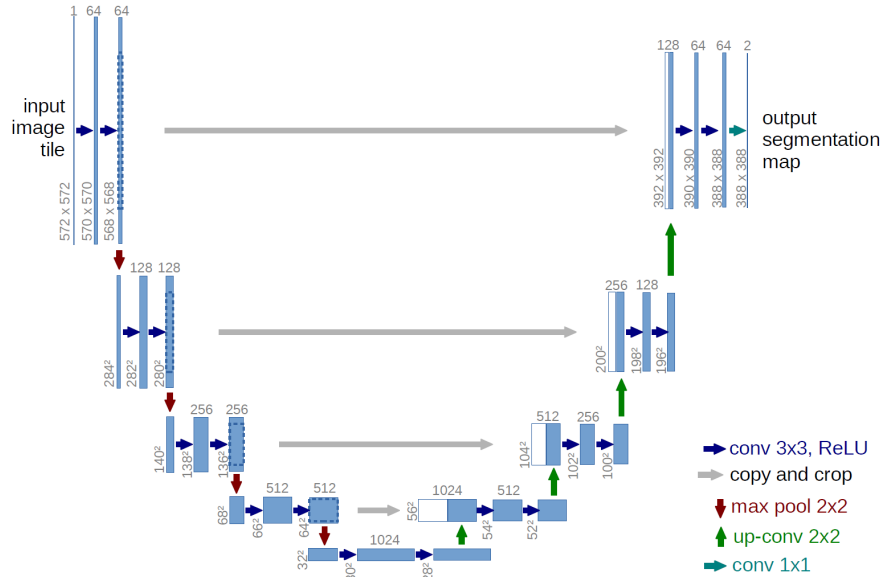 1 64 64
128 64 64 2
input
image
tile
output
segmentation
map
572 x 572
570 x 570
568 x 568
392 x 392
390 x 390
388 x 388
388 x 388
128 128
256 128
284²
282²
280²
200²
198²
196²
256 256
512 256
140²
138²
136²
104²
102²
100²
512 512
1024 512
68²
66²
64²
56²
54²
52²
1024
32²
conv 3x3, ReLU
copy and crop
max pool 2x2
up-conv 2x2
conv 1x1